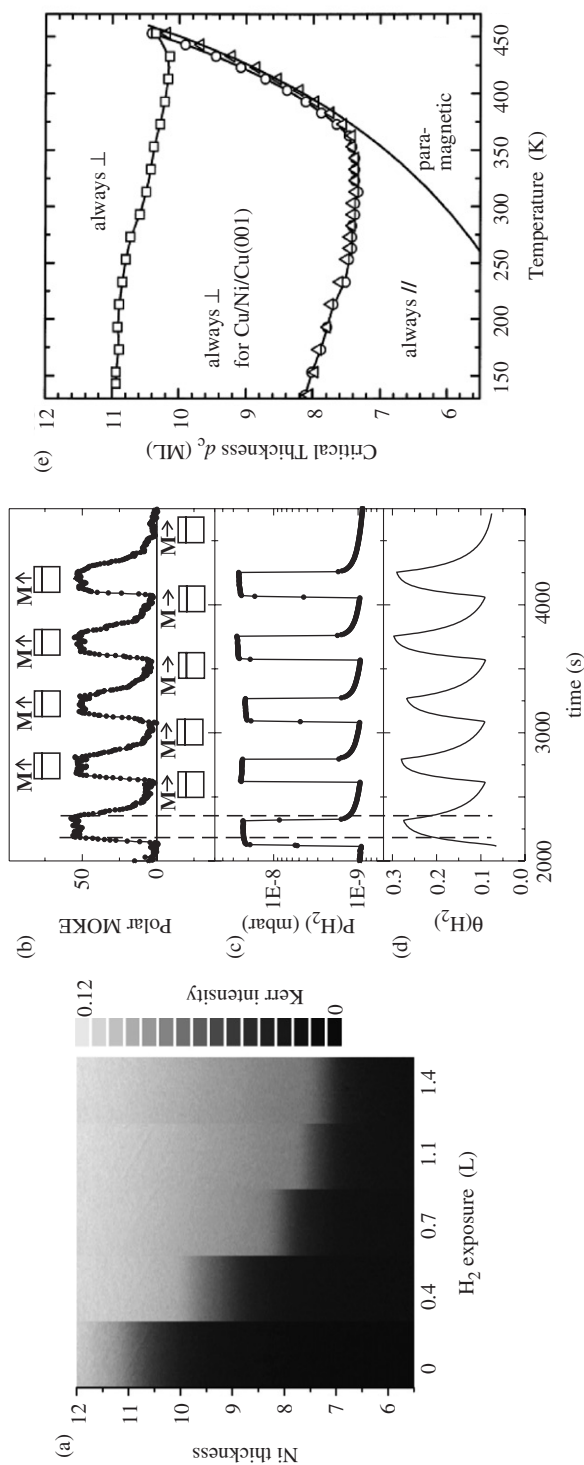 (a)
Ni thickness
12
11
10
9
8
7
6
0
0.4
0.7
1.1
1.4
H₂ exposure (L)
0.12
Kerr intensity
0
(b)
Polar MOKE
50
0
M→ M→ M→ M→
M→ M→ M→ M→ M→
(c)
P(H₂) (mbar)
1E-8
1E-9
(d)
θ(H₂)
0.3
0.2
0.1
0.0
2000
3000
4000
time (s)
(e)
Critical Thickness d_c (ML)
12
11
10
9
8
7
6
always ⊥
always ⊥
for Cu/Ni/Cu(001)
always //
para-
magnetic
150 200 250 300 350 400 450
Temperature (K)